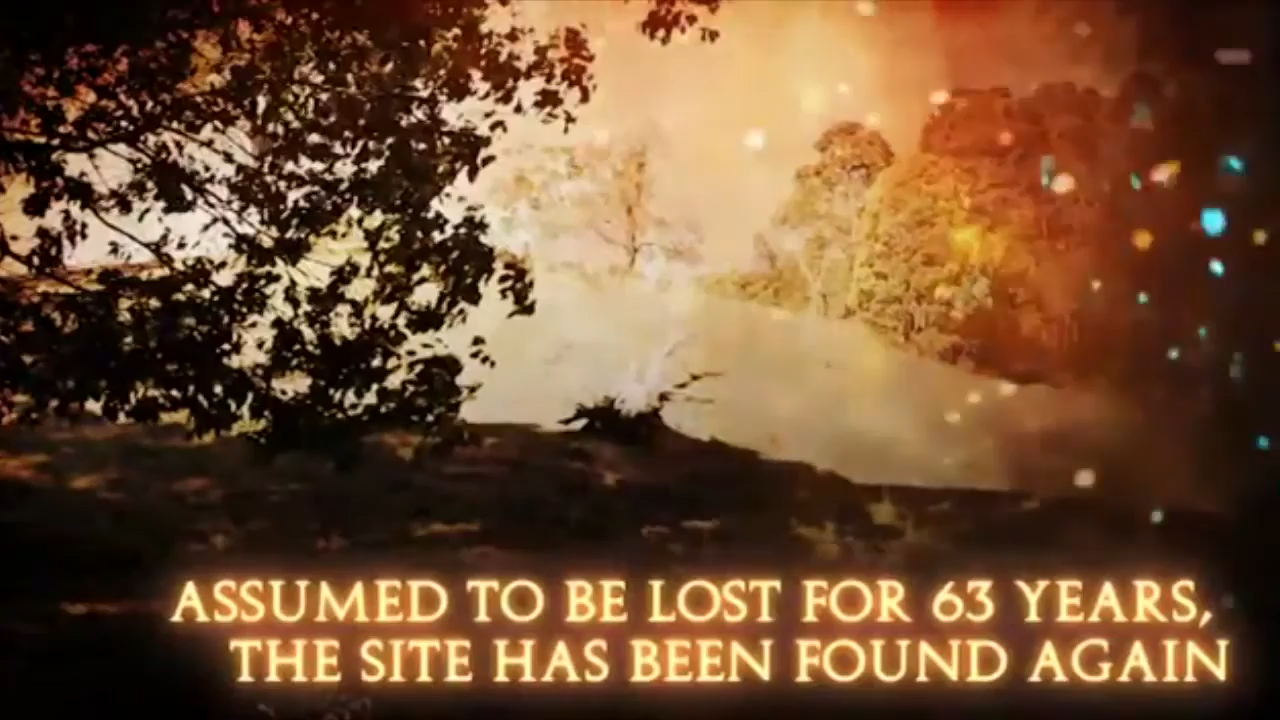 ASSUMED TO BE LOST FOR 63 YEARS,
THE SITE HAS BEEN FOUND AGAIN